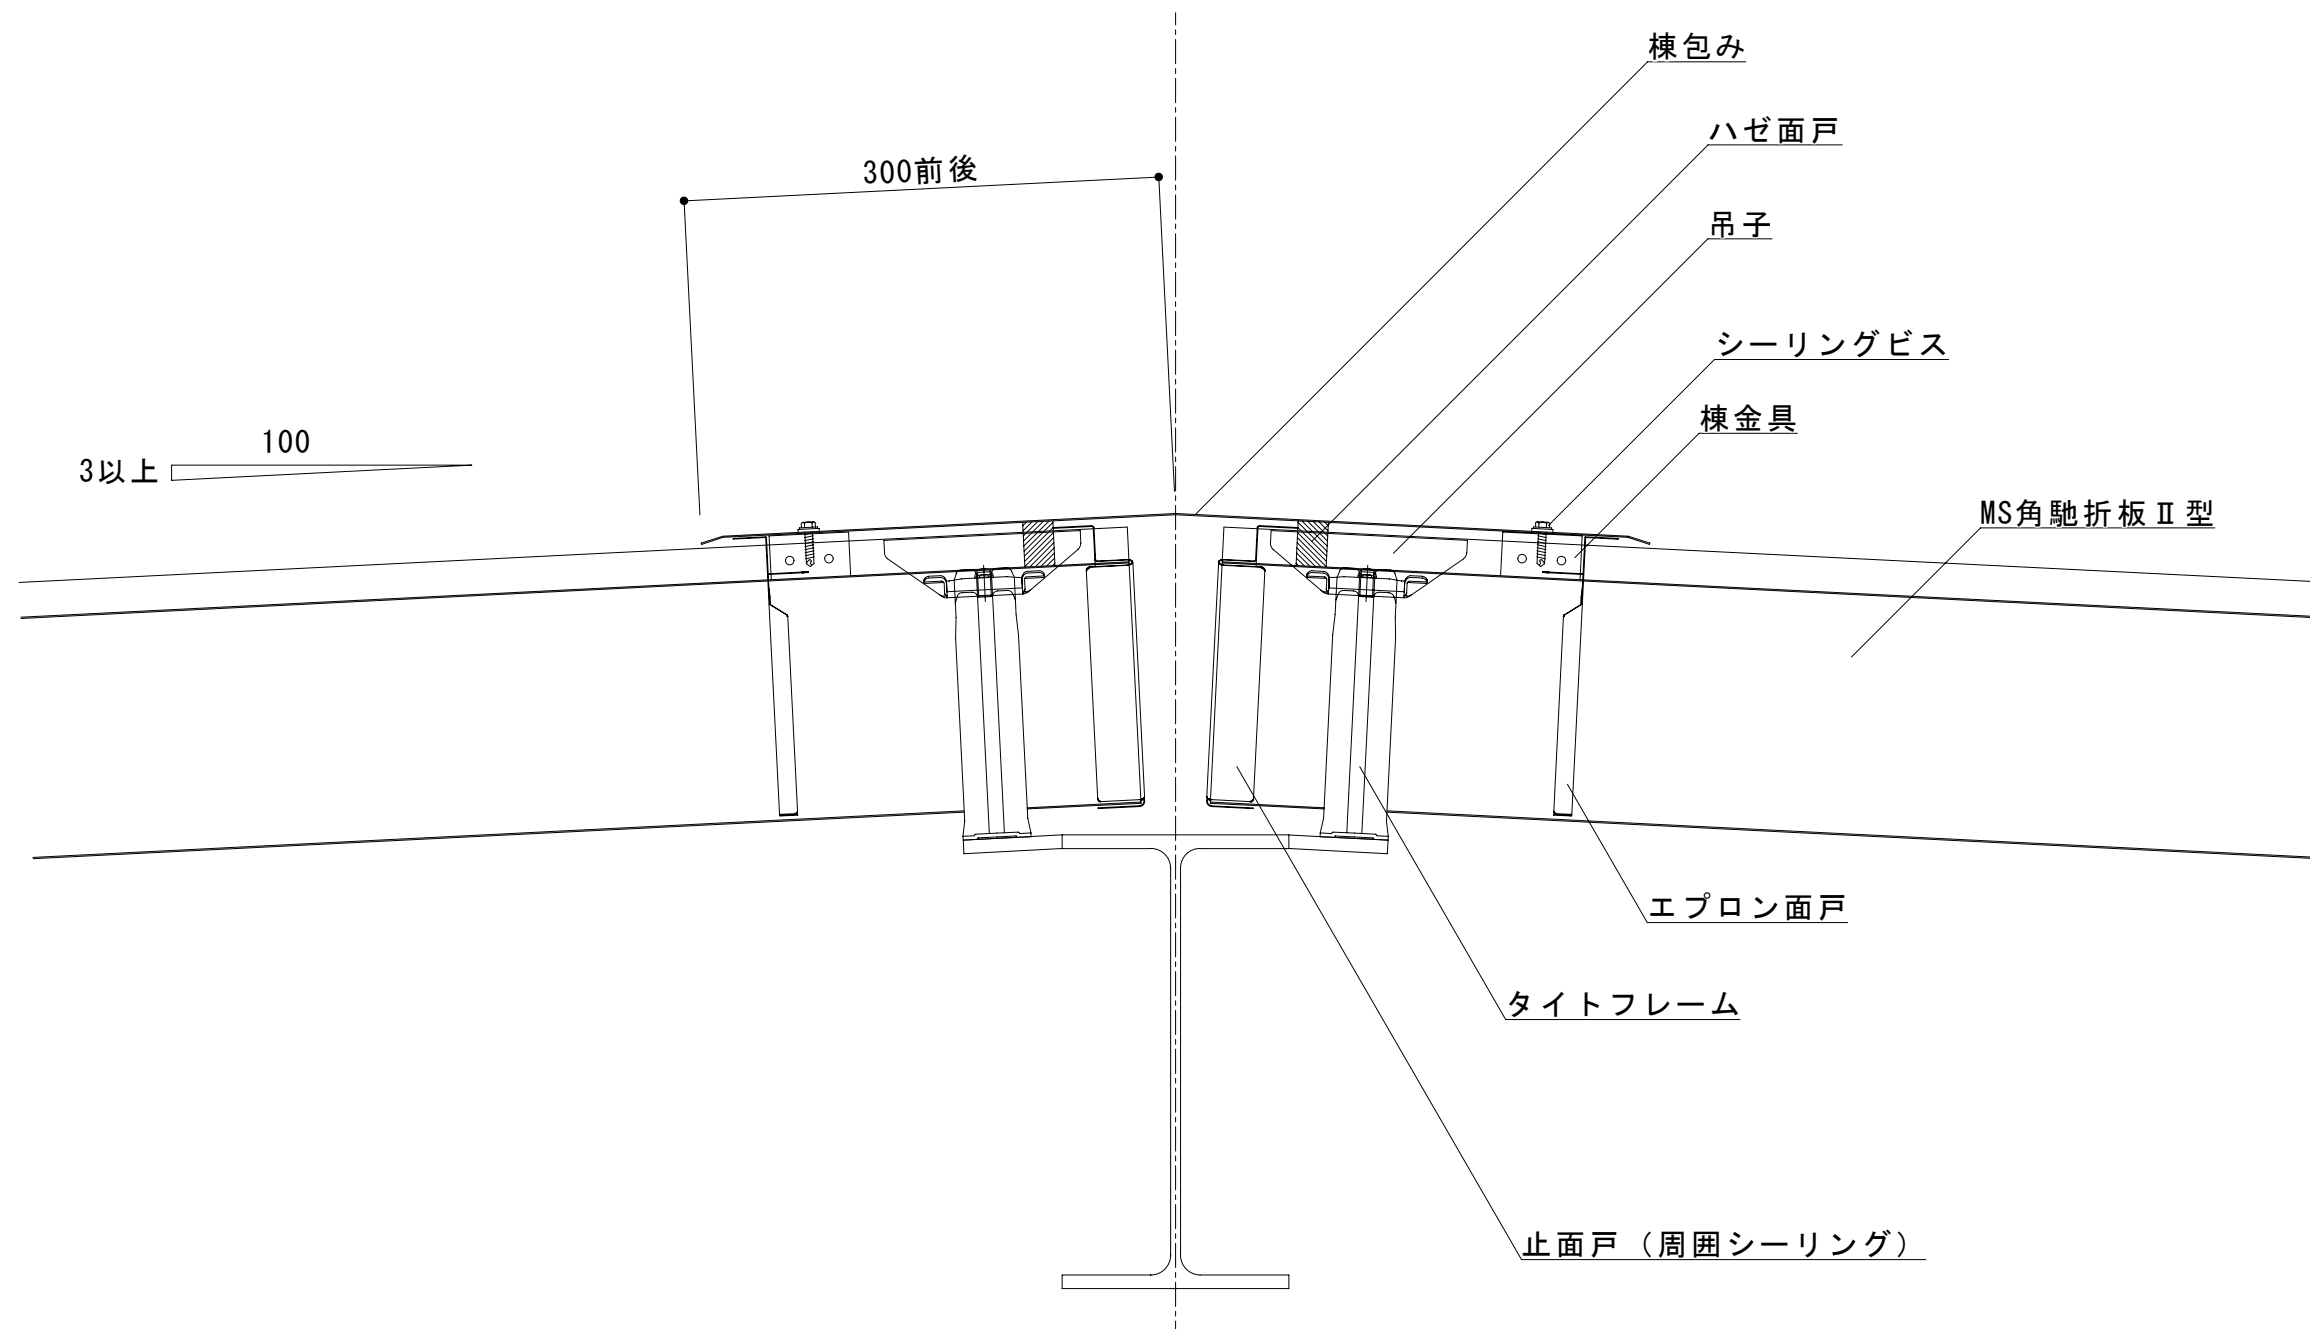 棟包み
ハゼ面戸
300前後
吊子
シーリングビス
棟金具
100
3以上
MS角馳折板Ⅱ型
エプロン面戸
タイトフレーム
止面戸（周囲シーリング）